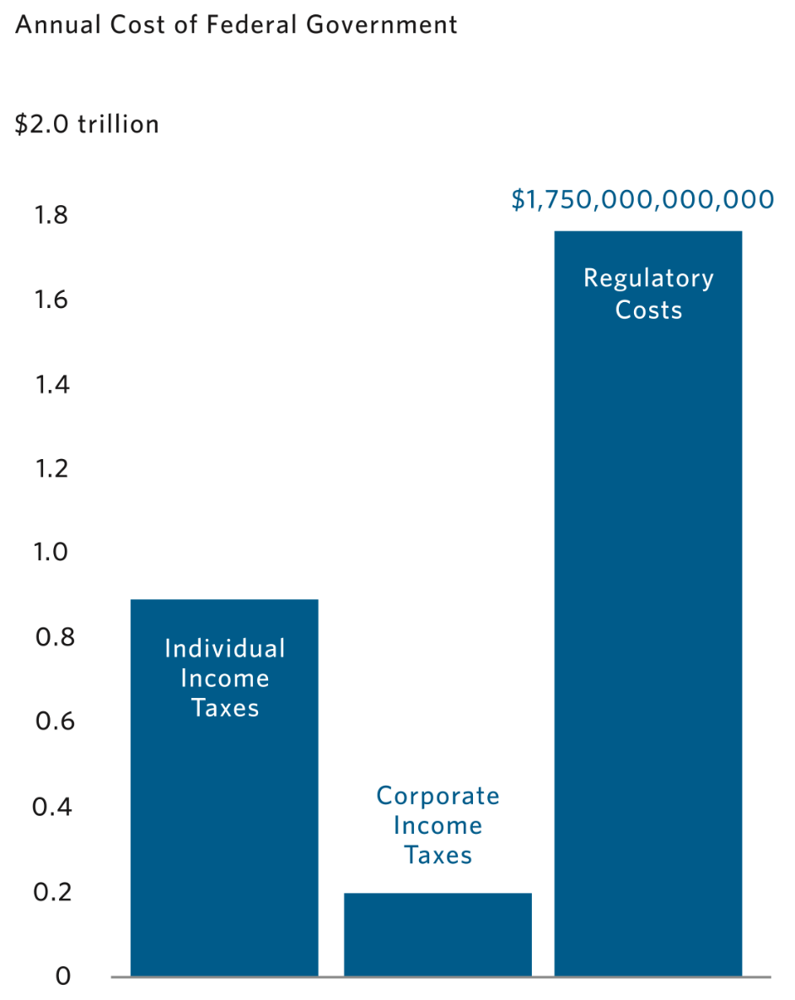 Annual Cost of Federal Government
$2.0 trillion
$1,750,000,000,000
1.8
Regulatory
Costs
1.6
1.4
1.2
1.0
0.8
Individual
Income
Taxes
0.6
Corporate
Income
Taxes
0.4
0.2
0